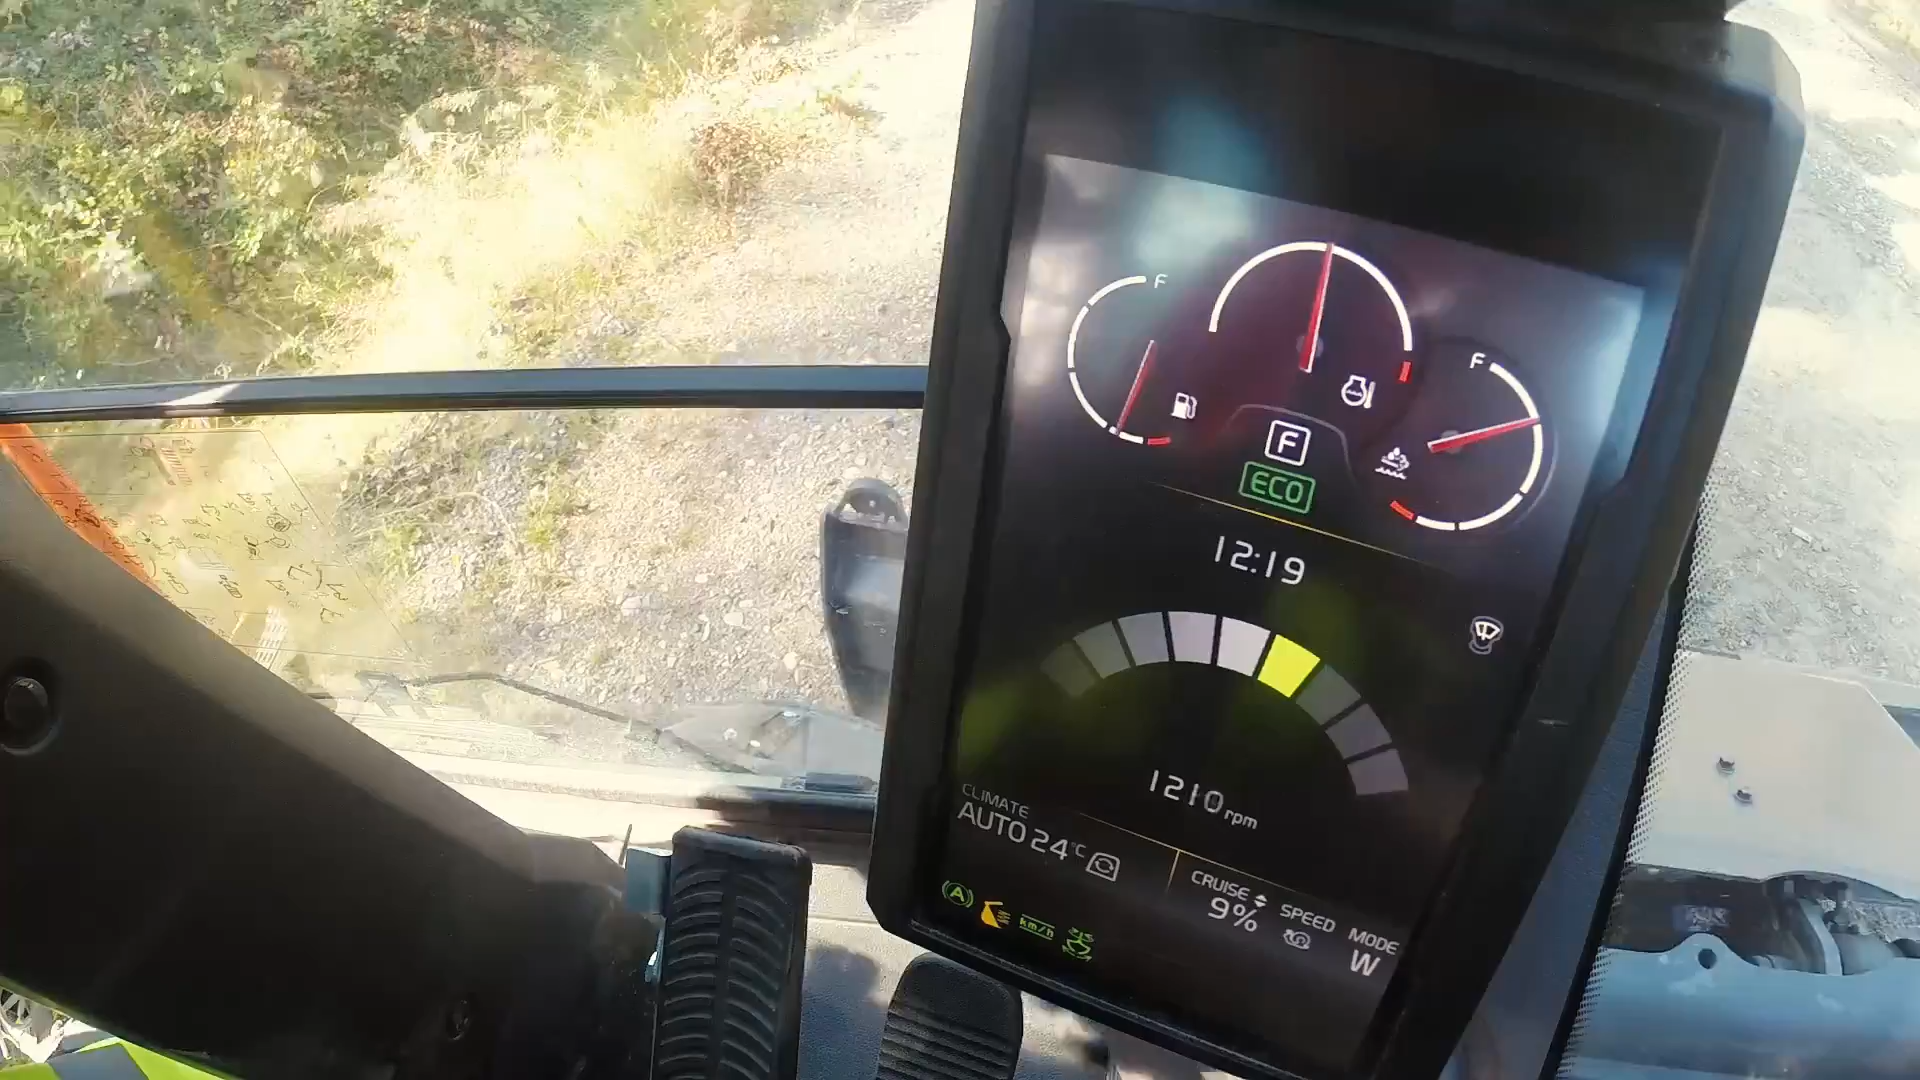 F
F
F
ECO
12:19
1210 rpm
CLIMATE
AUTO 24°C
CRUISE
9%
SPEED
MODE
W
A
km/h